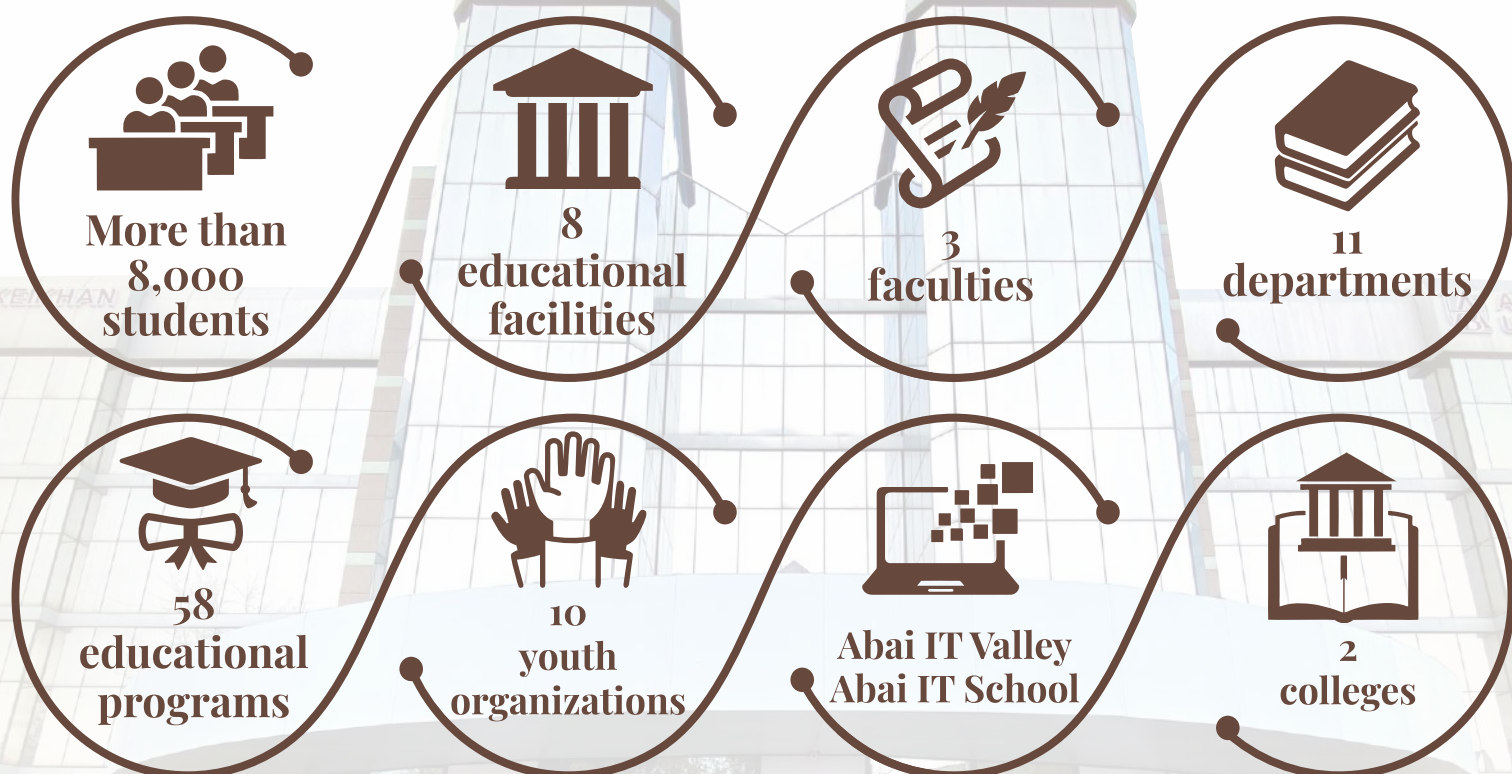 More than
8,000
students
8
educational
facilities
3
faculties
11
departments
58
educational
programs
10
youth
organizations
Abai IT Valley
Abai IT School
2
colleges